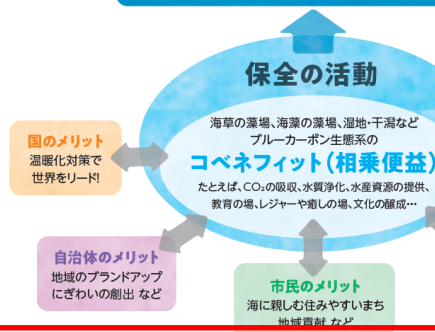 保全の活動
海草の藻場、海藻の藻場、湿地・干潟など
ブルーカーボン生態系の
コベネフィット(相乗便益)
たとえば、CO₂の吸収、水質浄化、水産資源の提供、
教育の場、レジャーや癒しの場、文化の醸成…
国のメリット
温暖化対策で
世界をリード!
自治体のメリット
地域のブランドアップ
にぎわいの創出 など
市民のメリット
海に親しむ住みやすいまち
地域貢献 など